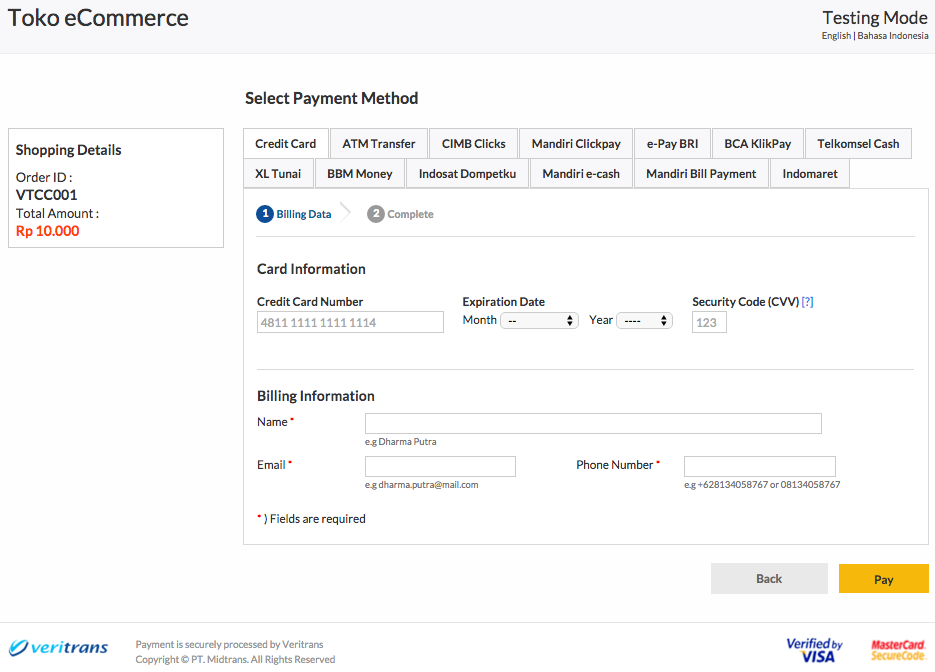 Toko eCommerce
Testing Mode
English | Bahasa Indonesia
Select Payment Method
Shopping Details
Order ID :
VTCC001
Total Amount :
Rp 10.000
Credit Card ATM Transfer CIMB Clicks Mandiri Clickpay e-Pay BRI BCA KlikPay Telkomsel Cash
XL Tunai BBM Money Indosat Dompetku Mandiri e-cash Mandiri Bill Payment Indomaret
1 Billing Data 2 Complete
Card Information
Credit Card Number Expiration Date Security Code (CVV) [?]
4811 1111 1111 1114 Month -- Year ---- 123
Billing Information
Name *
e.g Dharma Putra
Email * Phone Number *
e.g dharma.putra@mail.com e.g +628134058767 or 08134058767
* ) Fields are required
Back Pay
veritrans
Payment is securely processed by Veritrans
Copyright © PT. Midtrans. All Rights Reserved
Verified by
VISA
MasterCard.
SecureCode.